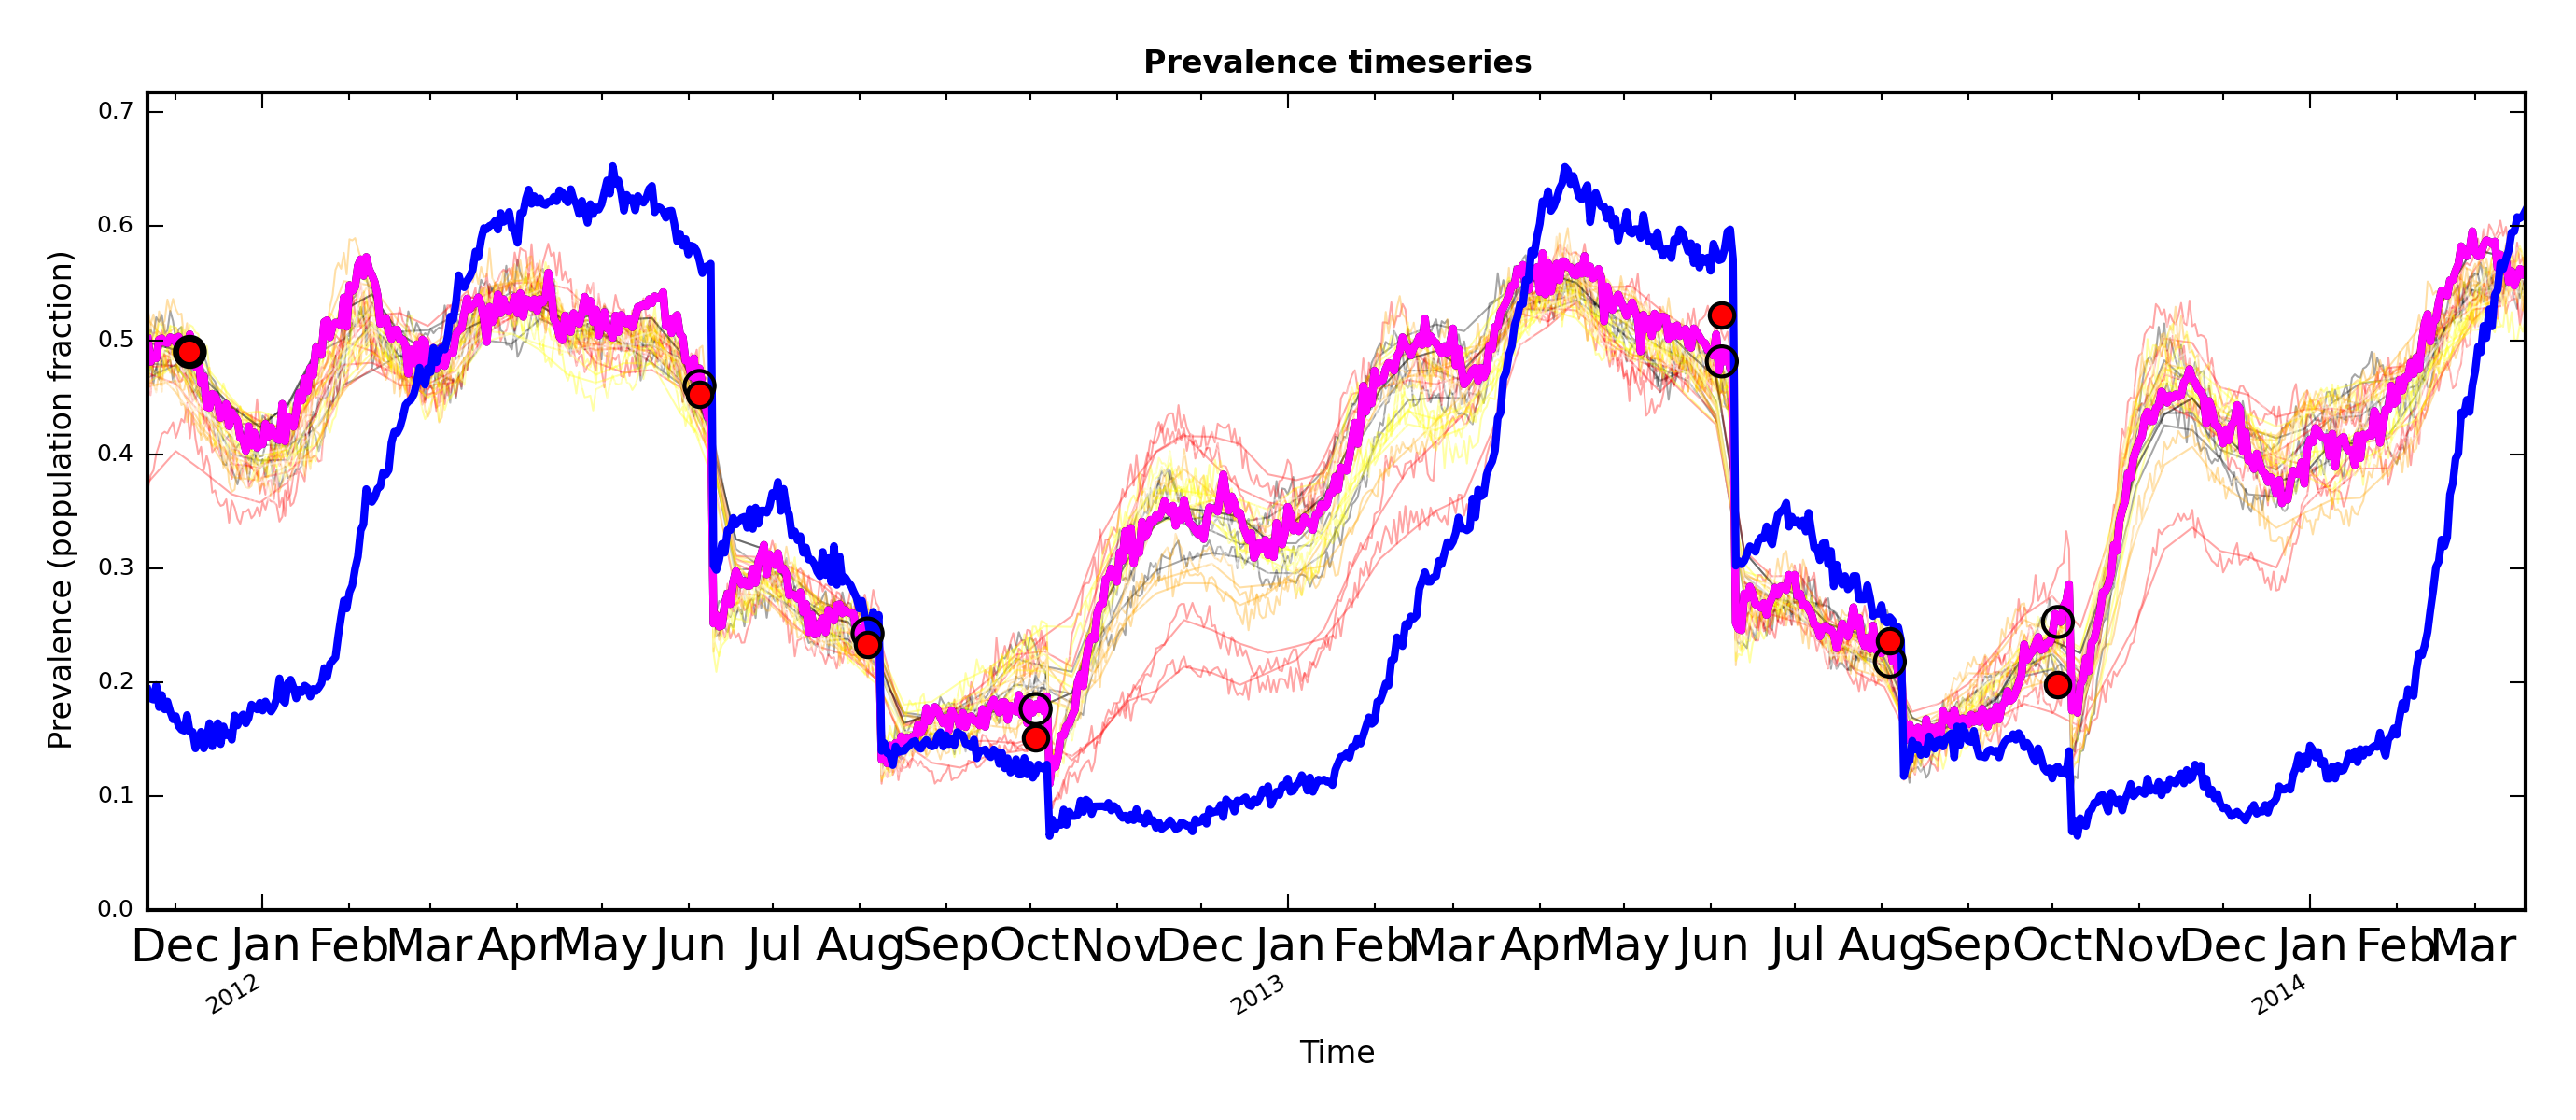 Prevalence timeseries
Prevalence (population fraction)
0.7
0.6
0.5
0.4
0.3
0.2
0.1
0.0
Dec Jan Feb Mar Apr May Jun Jul Aug Sep Oct Nov Dec Jan Feb Mar Apr May Jun Jul Aug Sep Oct Nov Dec Jan Feb Mar
2012 2013 2014
Time